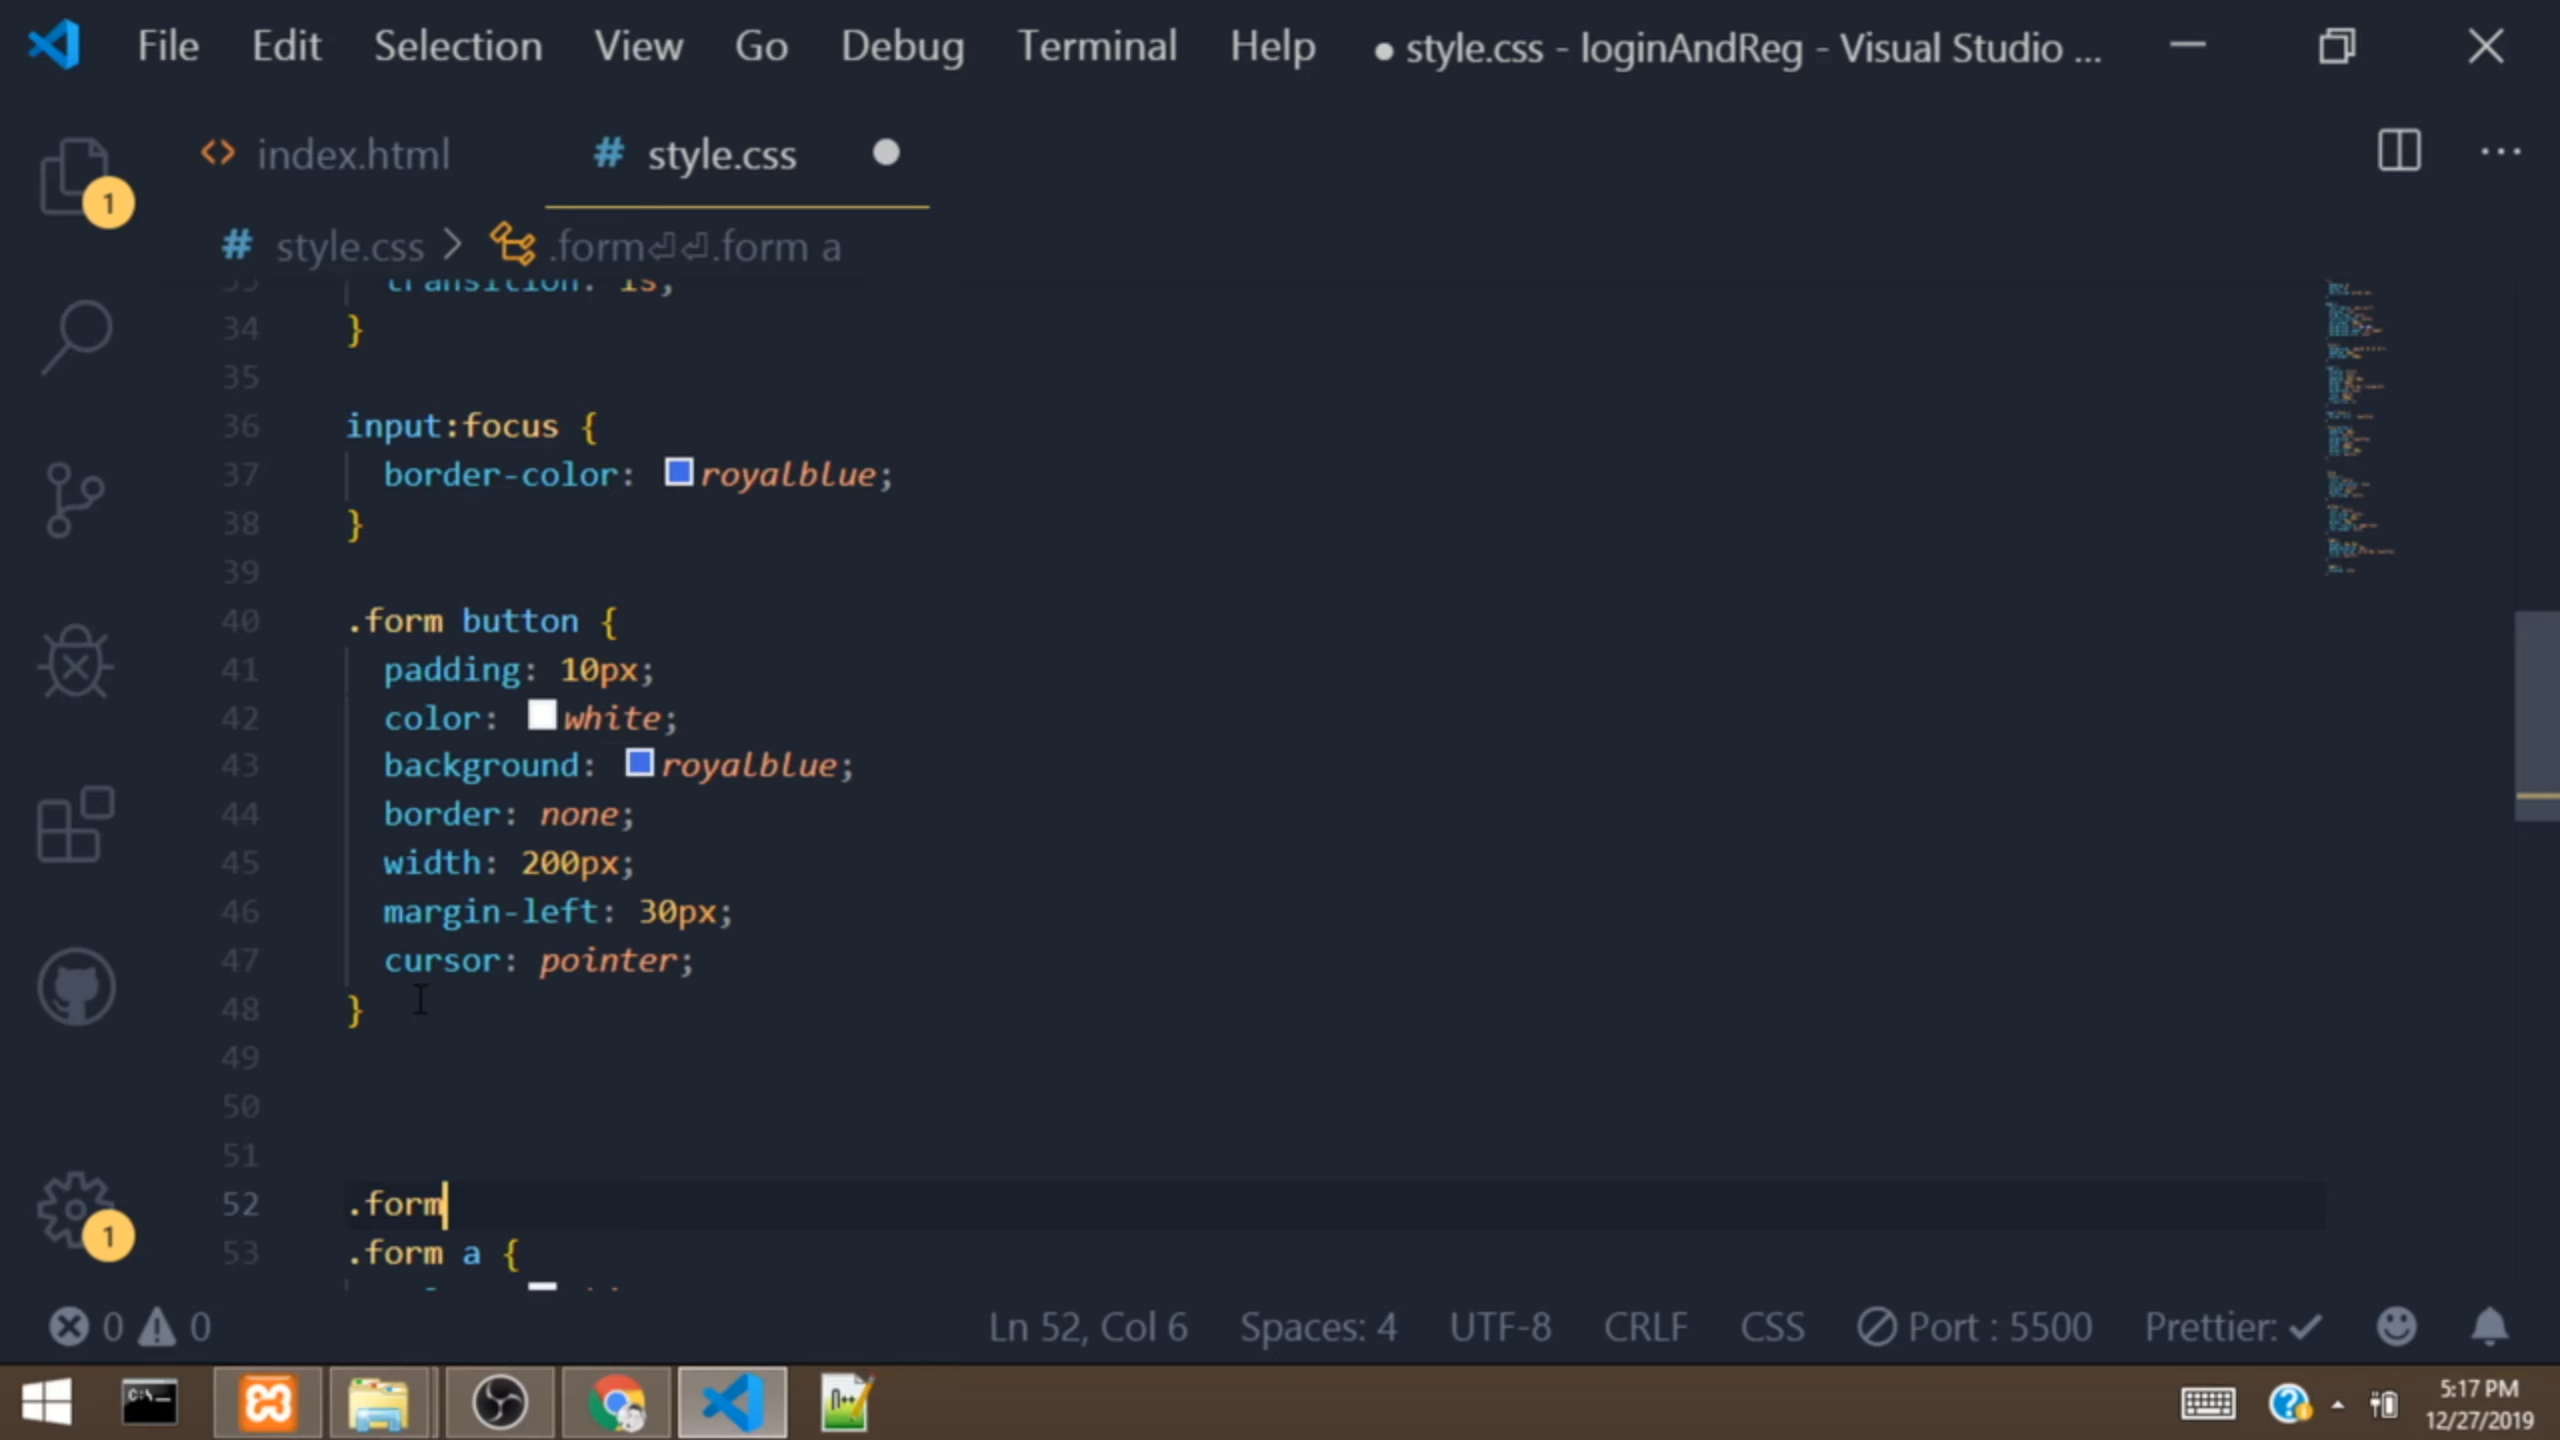 File Edit Selection View Go Debug Terminal Help ● style.css - loginAndReg - Visual Studio ...
index.html # style.css
1
# style.css > .form⏎⏎.form a
33 transition: 1s;
34 }
35
36 input:focus {
37 border-color: royalblue;
38 }
39
40 .form button {
41 padding: 10px;
42 color: white;
43 background: royalblue;
44 border: none;
45 width: 200px;
46 margin-left: 30px;
47 cursor: pointer;
48 }
49
50
51
52 .form
53 .form a {
1
0 0 Ln 52, Col 6 Spaces: 4 UTF-8 CRLF CSS Port : 5500 Prettier: ✓
5:17 PM
12/27/2019